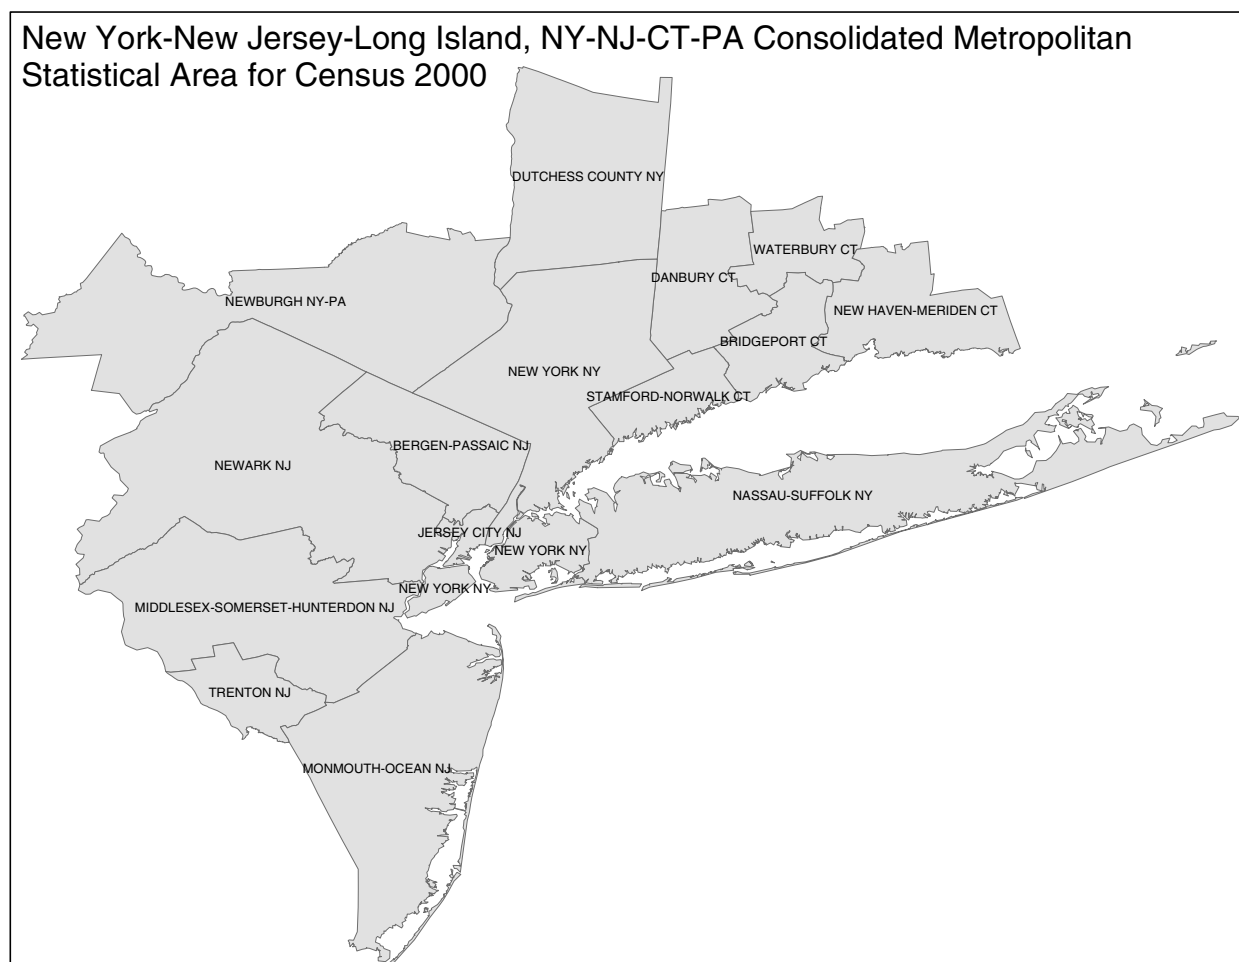 New York-New Jersey-Long Island, NY-NJ-CT-PA Consolidated Metropolitan
Statistical Area for Census 2000
DUTCHESS COUNTY NY
WATERBURY CT
DANBURY CT
NEWBURGH NY-PA
NEW HAVEN-MERIDEN CT
BRIDGEPORT CT
NEW YORK NY
STAMFORD-NORWALK CT
BERGEN-PASSAIC NJ
NEWARK NJ
NASSAU-SUFFOLK NY
JERSEY CITY NJ
NEW YORK NY
NEW YORK NY
MIDDLESEX-SOMERSET-HUNTERDON NJ
TRENTON NJ
MONMOUTH-OCEAN NJ